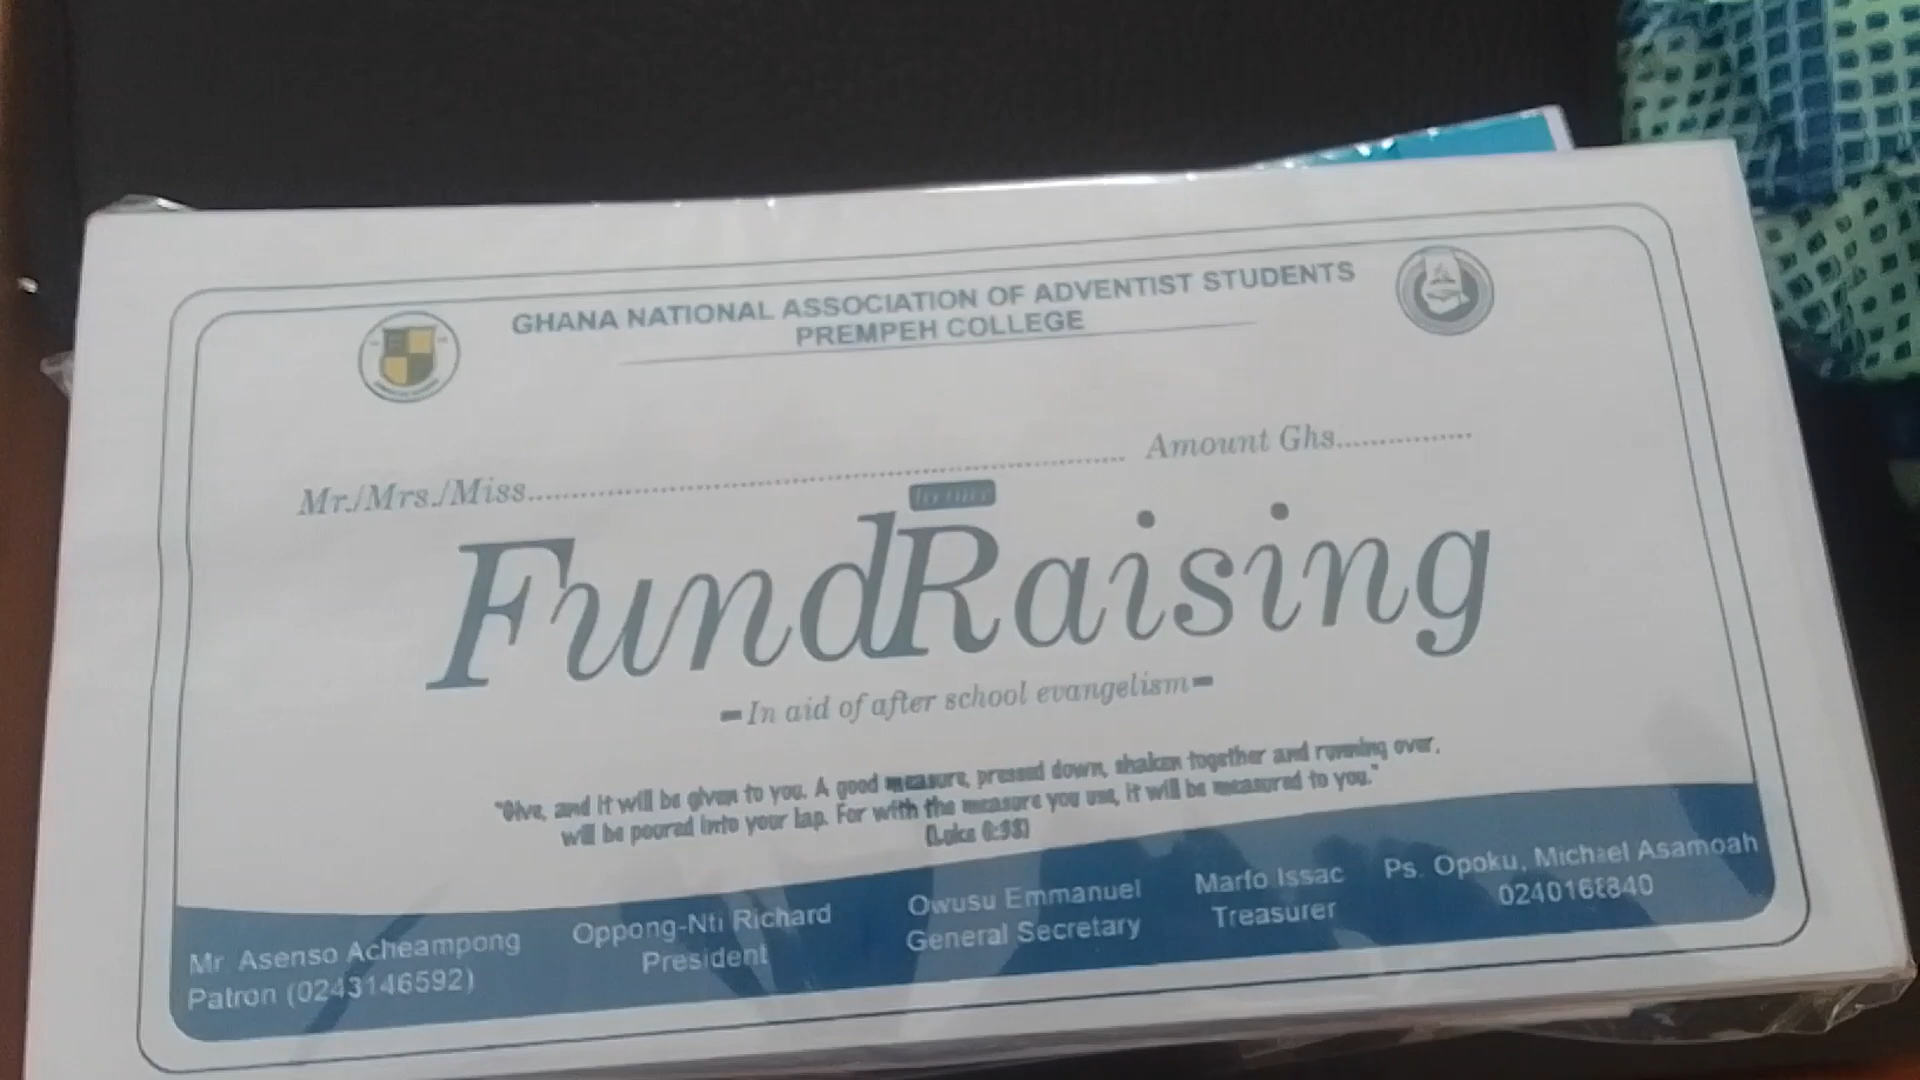 GHANA NATIONAL ASSOCIATION OF ADVENTIST STUDENTS
PREMPEH COLLEGE
Mr./Mrs./Miss.................... Amount Ghs................
FundRaising
-In aid of after school evangelism-
"Give, and it will be given to you. A good measure, pressed down, shaken together and running over,
will be poured into your lap. For with the measure you use, it will be measured to you."
(Luke 6:38)
Mr. Asenso Acheampong
Patron (0243146592)
Oppong-Nti Richard
President
Owusu Emmanuel
General Secretary
Marfo Issac
Treasurer
Ps. Opoku, Michael Asamoah